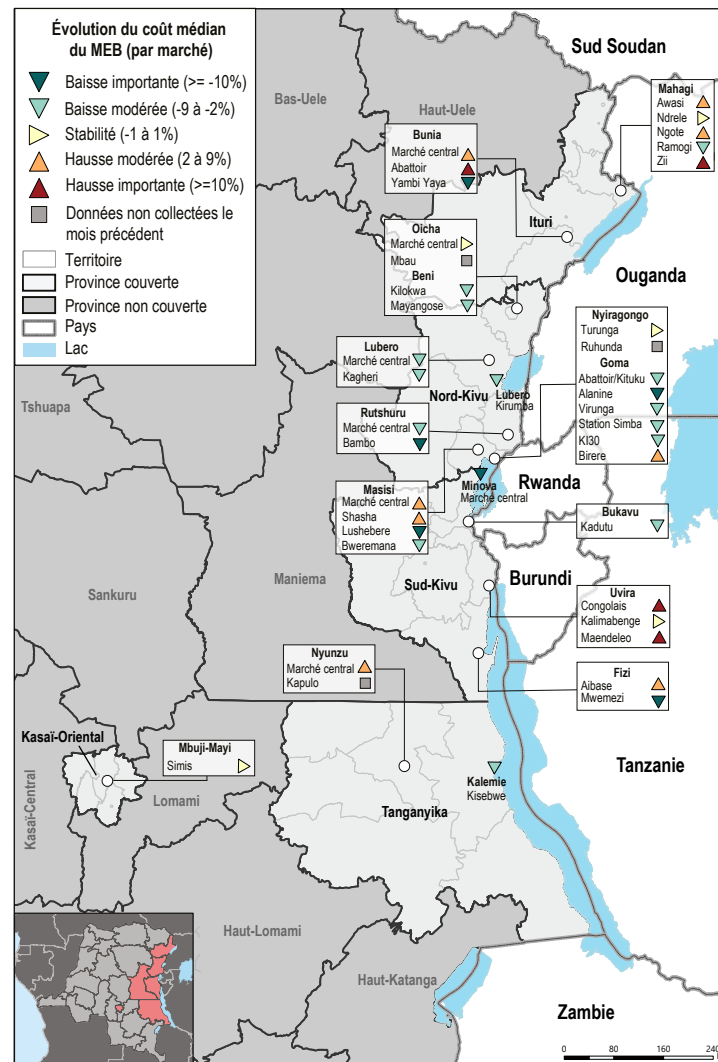 Évolution du coût médian
du MEB (par marché)
Baisse importante (>= -10%)
Baisse modérée (-9 à -2%)
Stabilité (-1 à 1%)
Hausse modérée (2 à 9%)
Hausse importante (>=10%)
Données non collectées le
mois précédent
Territoire
Province couverte
Province non couverte
Pays
Lac
Sud Soudan
Bas-Uele
Haut-Uele
Mahagi
Awasi
Ndrele
Ngote
Ramogi
Zii
Bunia
Marché central
Abattoir
Yambi Yaya
Ituri
Oicha
Marché central
Mbau
Beni
Kilokwa
Mayangose
Ouganda
Nyiragongo
Turunga
Ruhunda
Goma
Abattoir/Kituku
Alanine
Virunga
Station Simba
KI30
Birere
Lubero
Marché central
Kagheri
Nord-Kivu
Lubero
Kirumba
Tshuapa
Rutshuru
Marché central
Bambo
Masisi
Marché central
Shasha
Lushebere
Bweremana
Minova
Marché central
Rwanda
Bukavu
Kadutu
Maniema
Sankuru
Sud-Kivu
Burundi
Uvira
Congolais
Kalimabenge
Maendeleo
Nyunzu
Marché central
Kapulo
Fizi
Aibase
Mwemezi
Kasaï-Oriental
Mbuji-Mayi
Simis
Kasaï-Central
Lomami
Kalemie
Kisebwe
Tanzanie
Tanganyika
Haut-Lomami
Haut-Katanga
Zambie
0 80 160 240